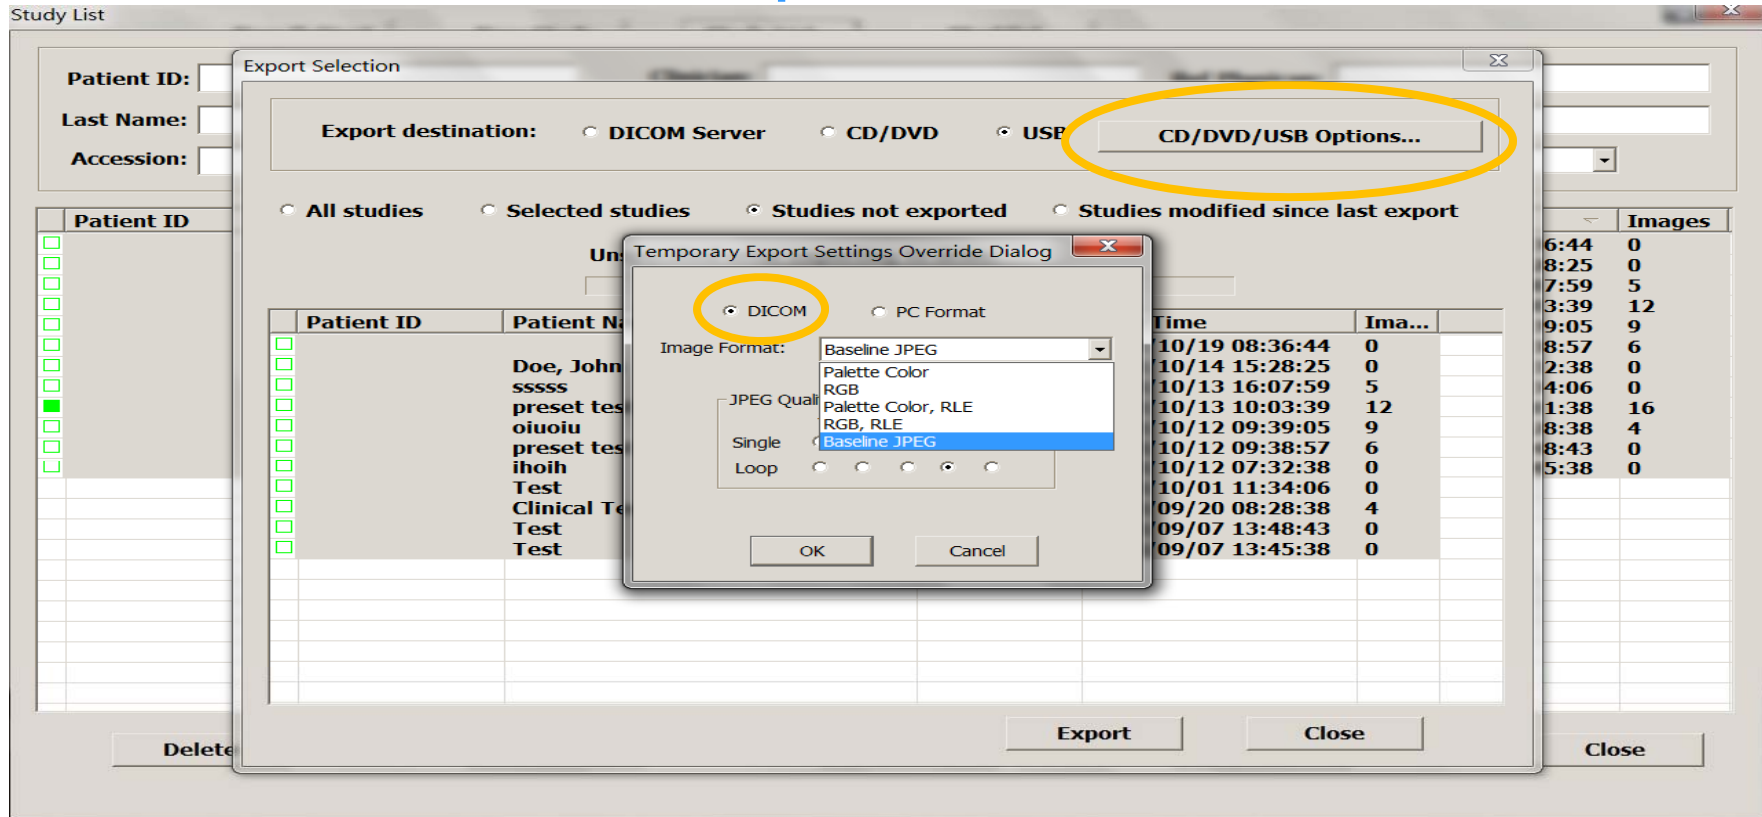 Study List
Patient ID:
Last Name:
Accession:
Patient ID
Images
6:44 0
8:25 0
7:59 5
3:39 12
9:05 9
8:57 6
2:38 0
4:06 0
1:38 16
8:38 4
8:43 0
5:38 0
Delete
Close
Export Selection
Export destination: DICOM Server CD/DVD USB CD/DVD/USB Options...
All studies Selected studies Studies not exported Studies modified since last export
Patient ID Patient Na Time Ima...
10/19 08:36:44 0
Doe, John 10/14 15:28:25 0
sssss 10/13 16:07:59 5
preset tes 10/13 10:03:39 12
oiuoiu 10/12 09:39:05 9
preset tes 10/12 09:38:57 6
ihoih 10/12 07:32:38 0
Test 10/01 11:34:06 0
Clinical Te 09/20 08:28:38 4
Test 09/07 13:48:43 0
Test 09/07 13:45:38 0
Export Close
Temporary Export Settings Override Dialog
DICOM PC Format
Image Format: Baseline JPEG
Palette Color
RGB
Palette Color, RLE
RGB, RLE
Baseline JPEG
JPEG Quali
Single
Loop
OK Cancel